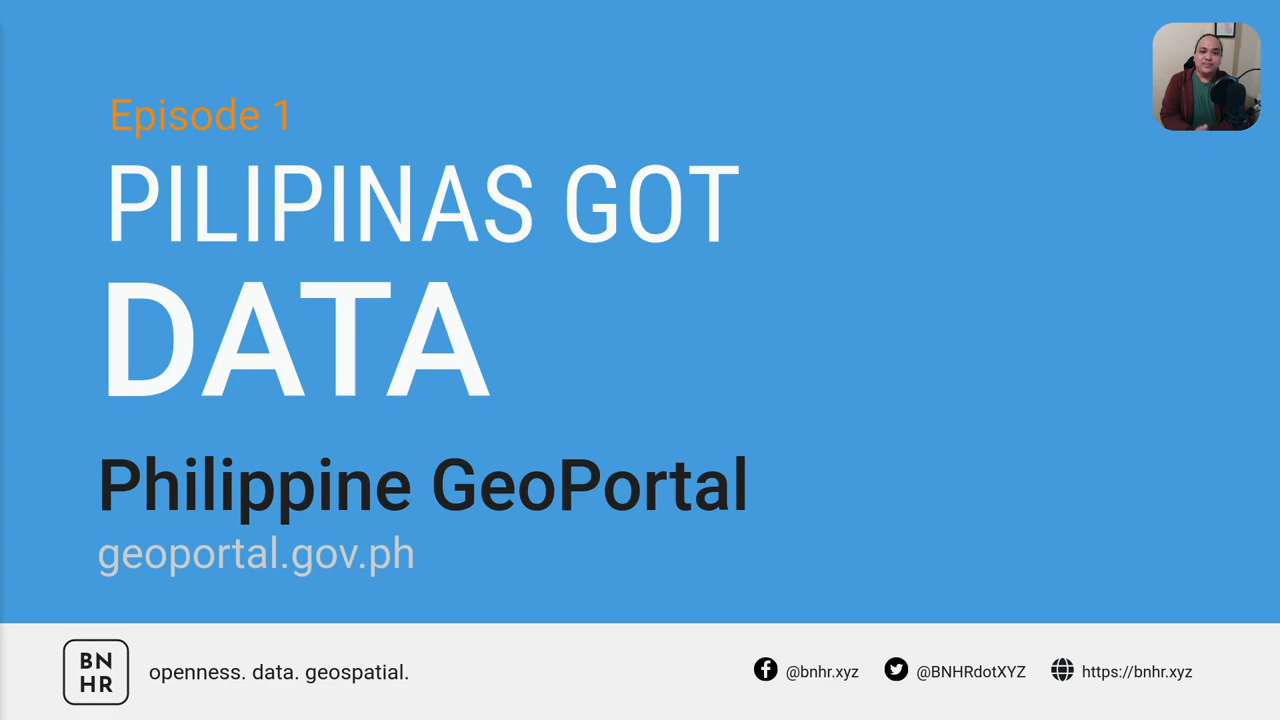 Episode 1
PILIPINAS GOT
DATA
Philippine GeoPortal
geoportal.gov.ph
BN
HR
openness. data. geospatial.
@bnhr.xyz
@BNHRdotXYZ
https://bnhr.xyz